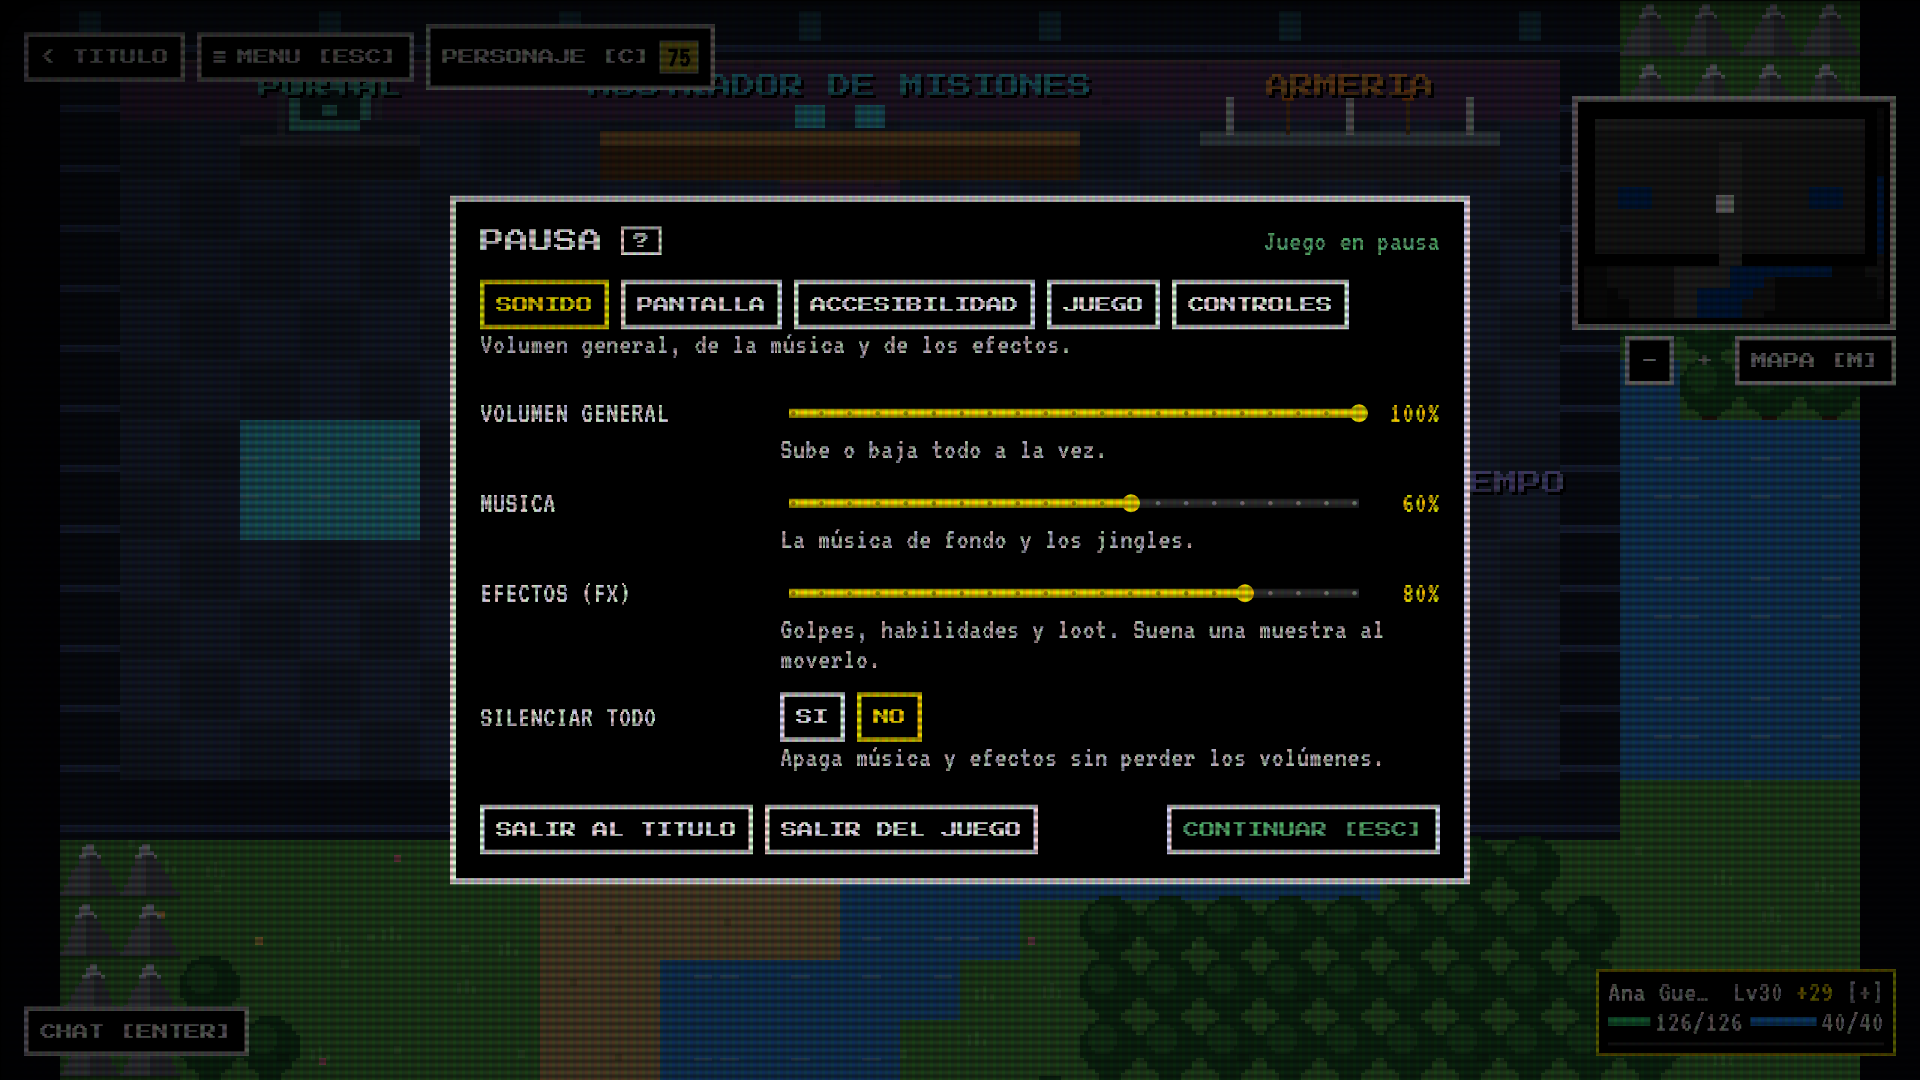 < TITULO
≡ MENU [ESC]
PERSONAJE [C] 75
DE MISIONES
ARMERIA
PAUSA ?
Juego en pausa
SONIDO
PANTALLA
ACCESIBILIDAD
JUEGO
CONTROLES
Volumen general, de la música y de los efectos.
VOLUMEN GENERAL
100%
Sube o baja todo a la vez.
MUSICA
60%
La música de fondo y los jingles.
EFECTOS (FX)
80%
Golpes, habilidades y loot. Suena una muestra al
moverlo.
SILENCIAR TODO
SI
NO
Apaga música y efectos sin perder los volúmenes.
SALIR AL TITULO
SALIR DEL JUEGO
CONTINUAR [ESC]
- + MAPA [M]
EMPO
CHAT [ENTER]
Ana Gue… Lv30 +29 [+]
126/126 40/40